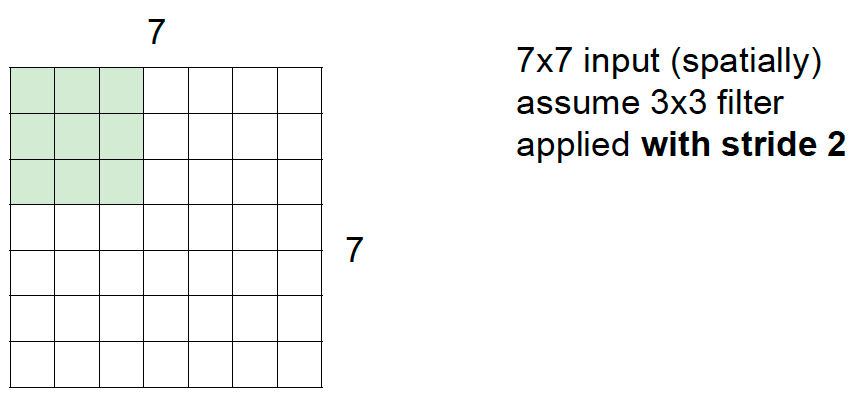 7
7x7 input (spatially)
assume 3x3 filter
applied with stride 2
7